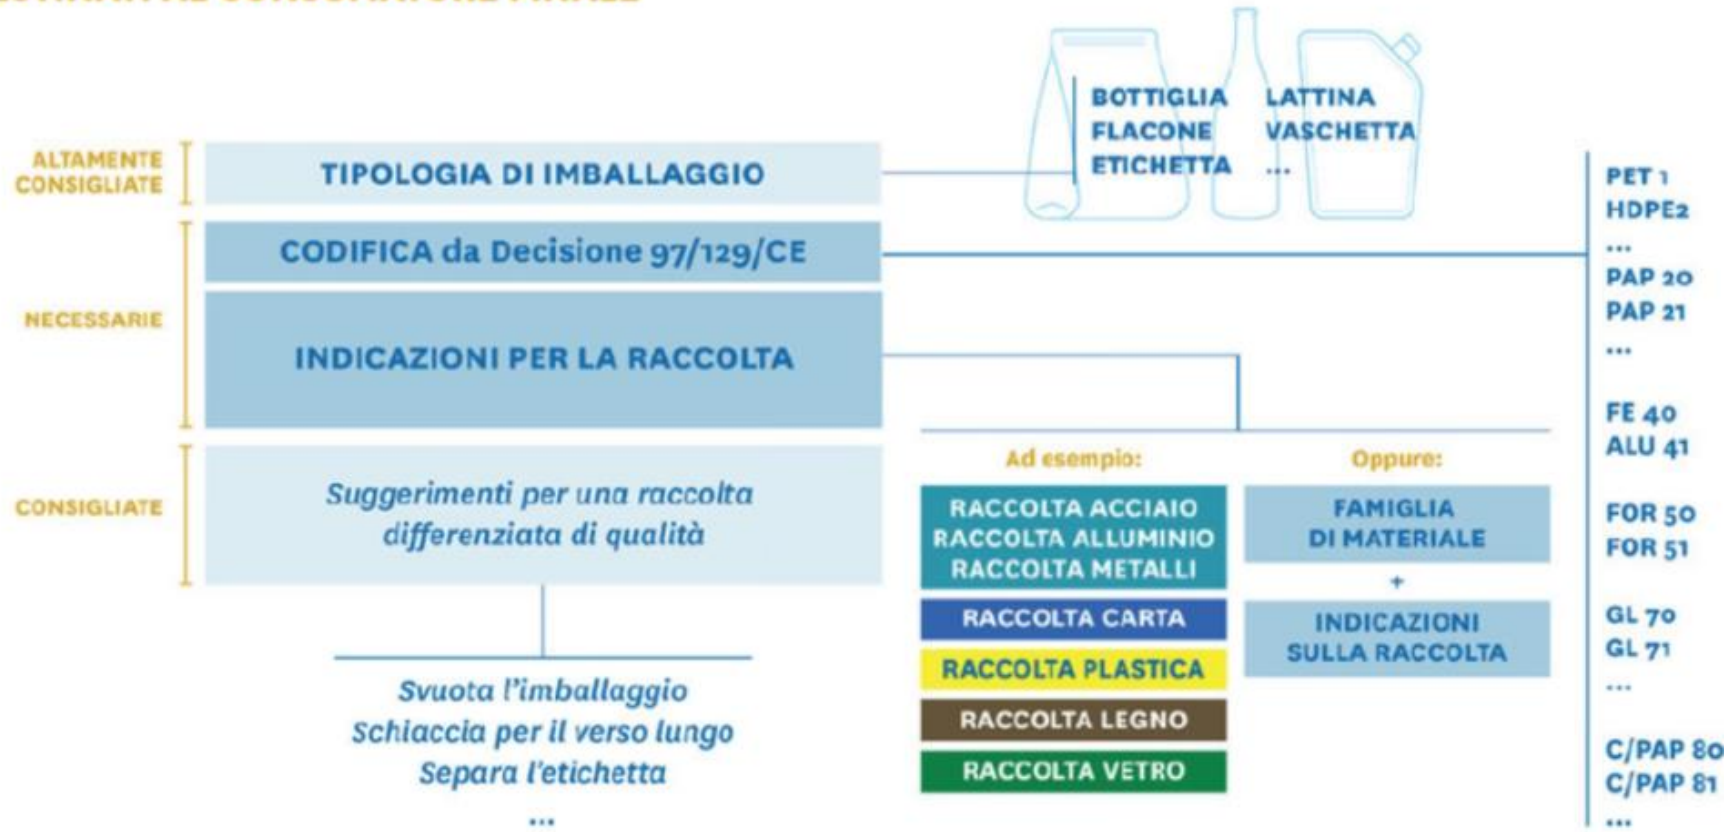 AL CONSUMATORE FINALE
ALTAMENTE
CONSIGLIATE
TIPOLOGIA DI IMBALLAGGIO
BOTTIGLIA LATTINA
FLACONE VASCHETTA
ETICHETTA ...
NECESSARIE
CODIFICA da Decisione 97/129/CE
INDICAZIONI PER LA RACCOLTA
CONSIGLIATE
Suggerimenti per una raccolta
differenziata di qualità
Svuota l'imballaggio
Schiaccia per il verso lungo
Separa l'etichetta
...
Ad esempio:
RACCOLTA ACCIAIO
RACCOLTA ALLUMINIO
RACCOLTA METALLI
RACCOLTA CARTA
RACCOLTA PLASTICA
RACCOLTA LEGNO
RACCOLTA VETRO
Oppure:
FAMIGLIA
DI MATERIALE
+
INDICAZIONI
SULLA RACCOLTA
PET 1
HDPE2
...
PAP 20
PAP 21
...
FE 40
ALU 41
FOR 50
FOR 51
GL 70
GL 71
...
C/PAP 80
C/PAP 81
...